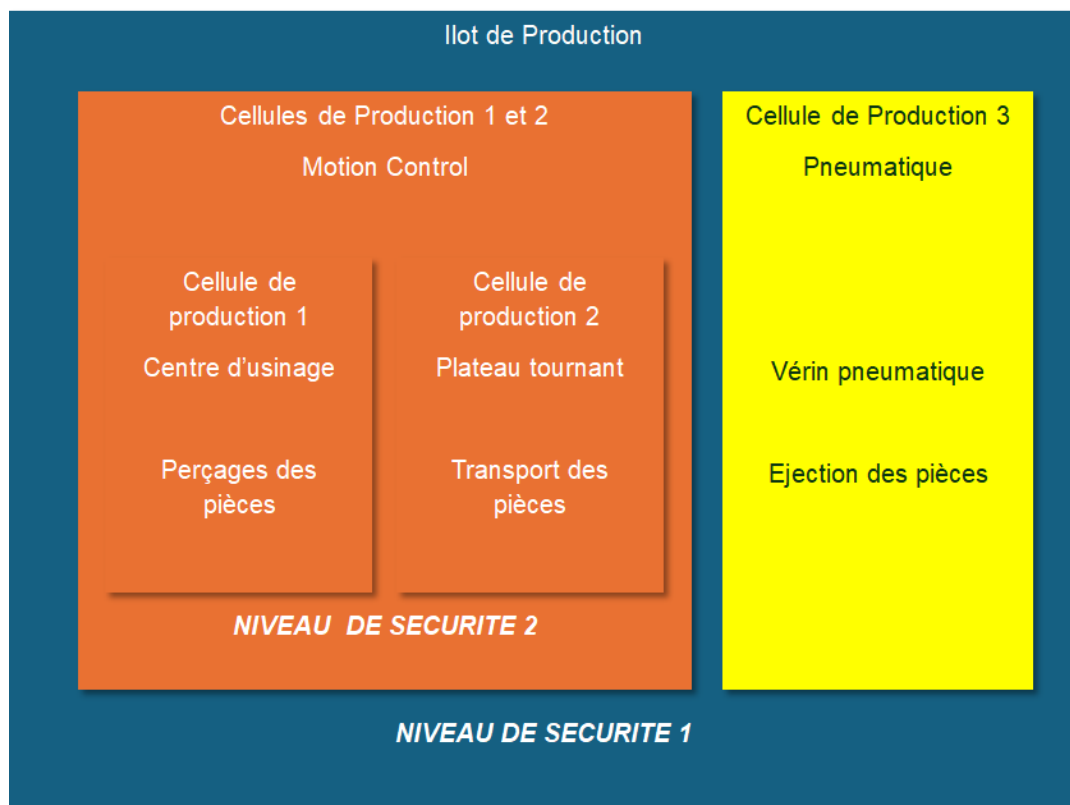 Ilot de Production
Cellules de Production 1 et 2
Motion Control
Cellule de
production 1
Centre d'usinage
Perçages des
pièces
Cellule de
production 2
Plateau tournant
Transport des
pièces
NIVEAU DE SECURITE 2
Cellule de Production 3
Pneumatique
Vérin pneumatique
Ejection des pièces
NIVEAU DE SECURITE 1